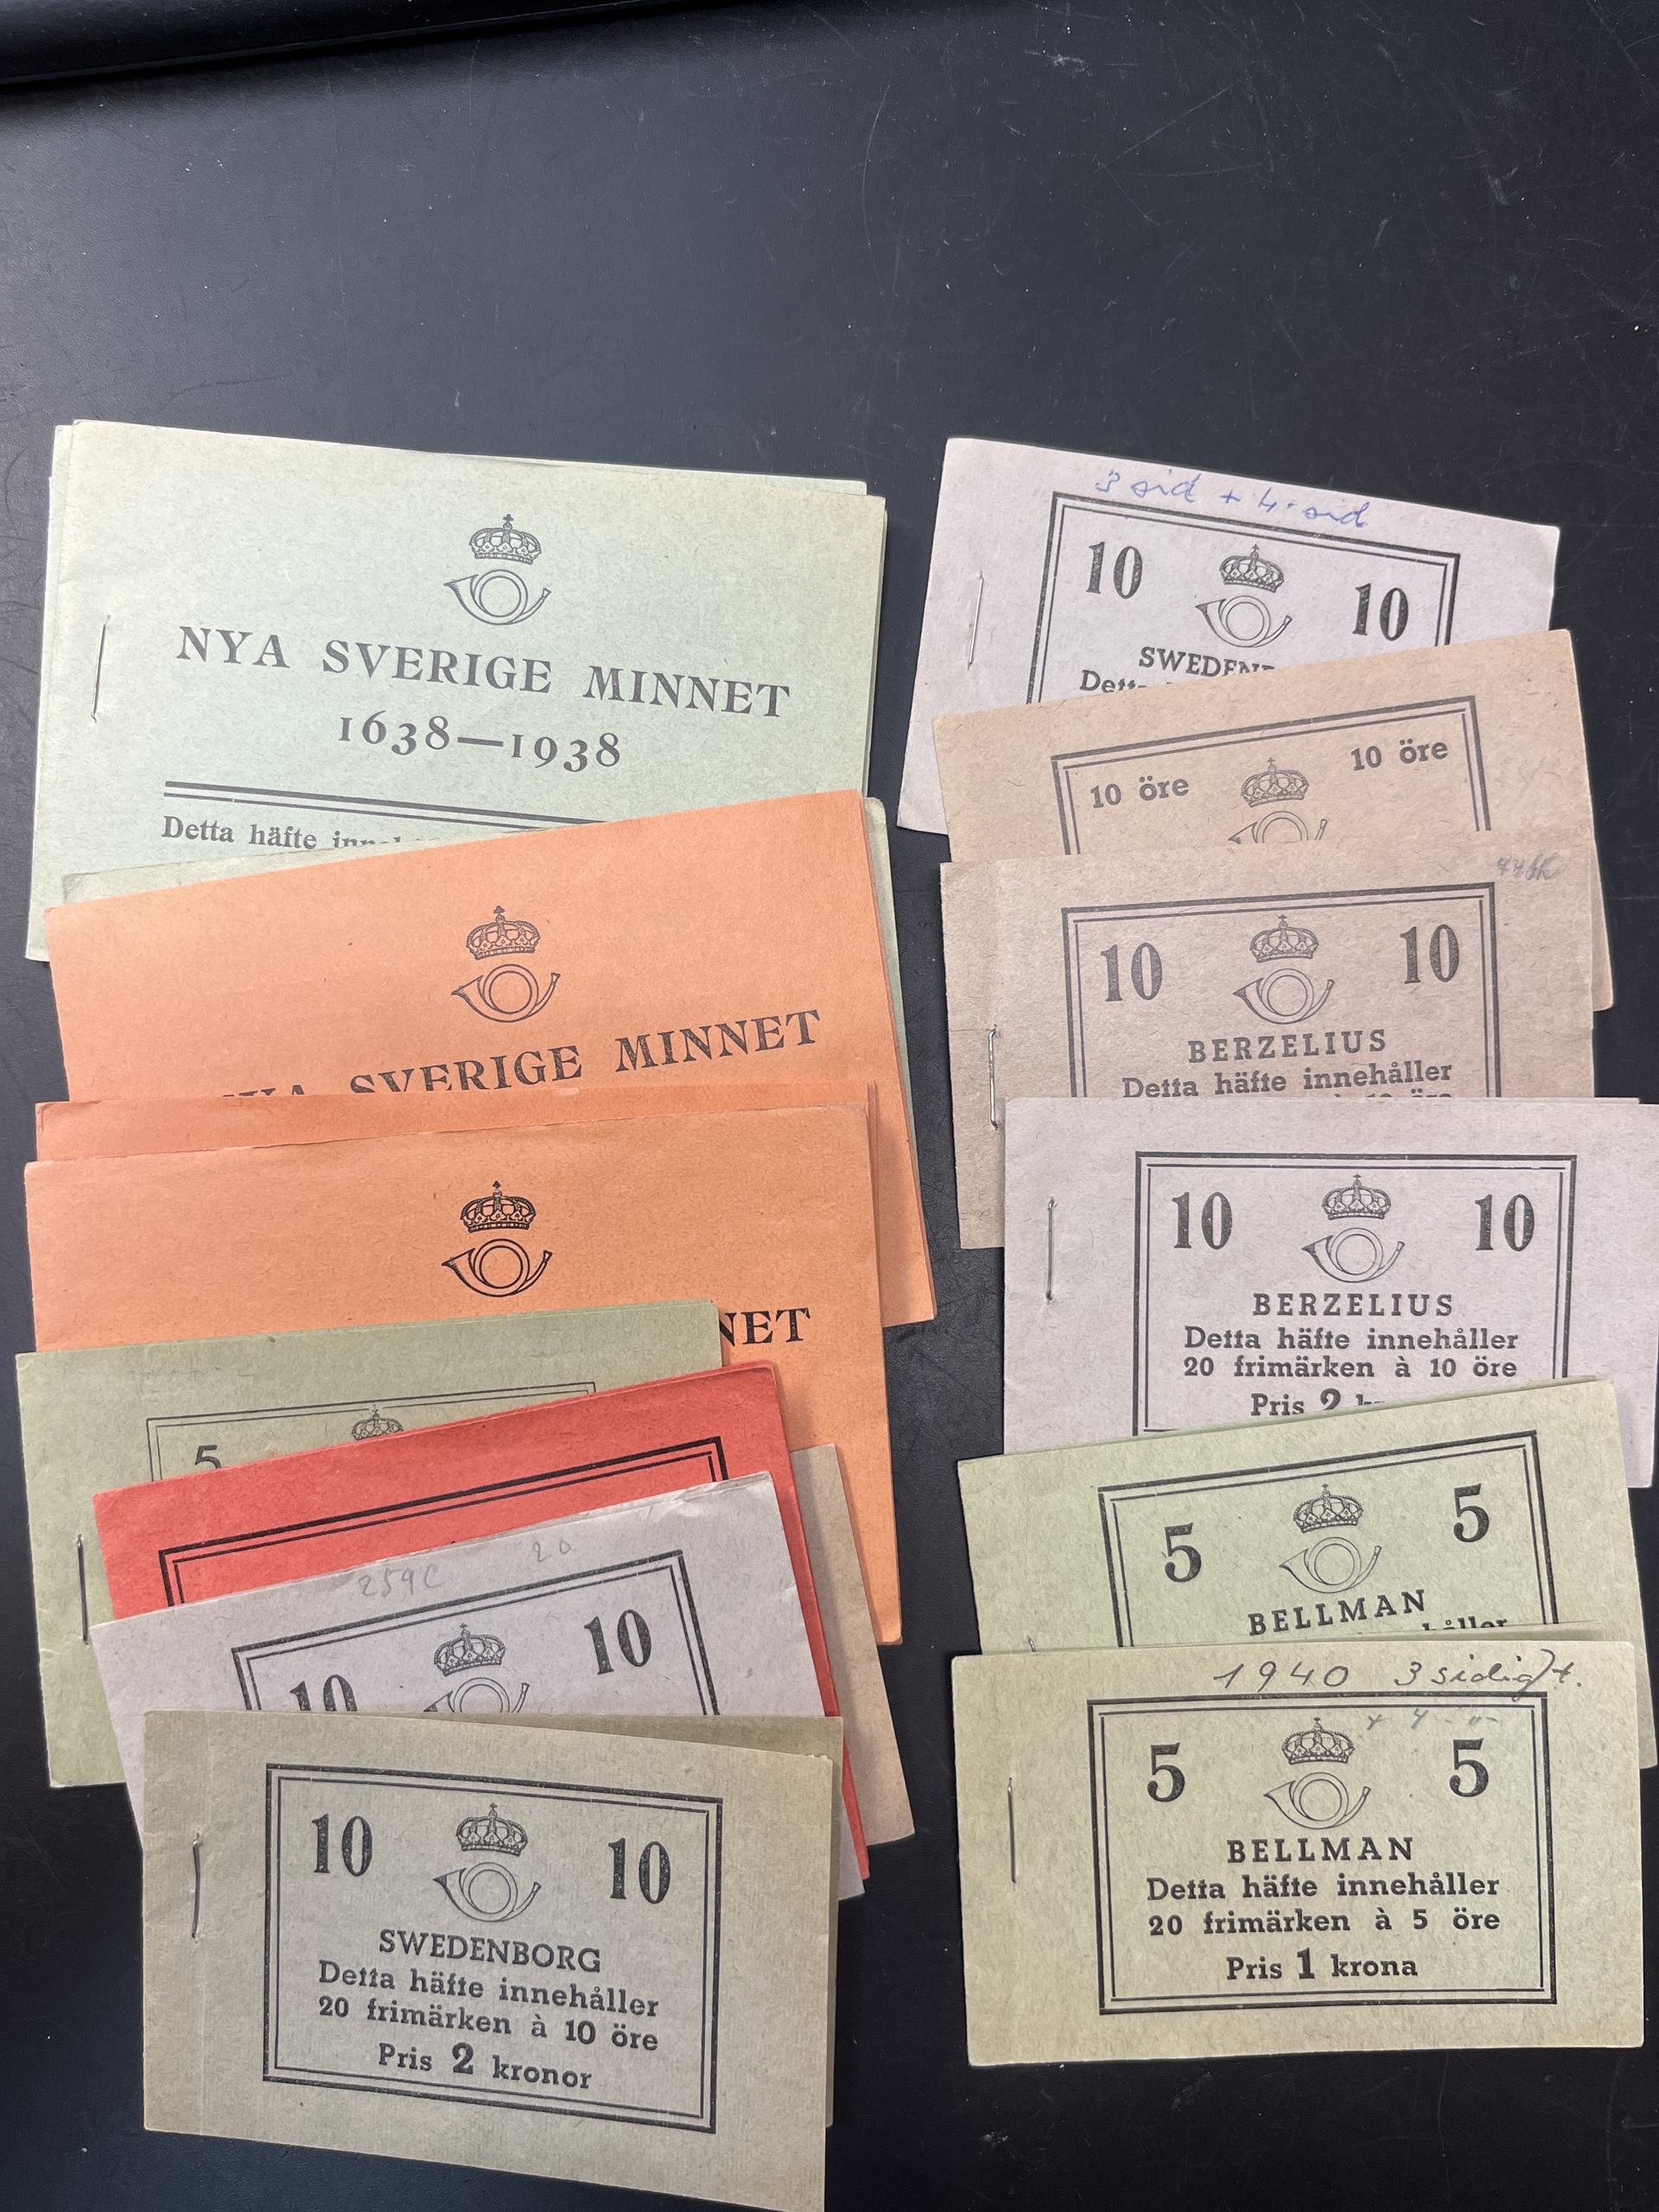 NYA SVERIGE MINNET
1638—1938
Detta häfte
SVERIGE MINNET
NET
5
259C 20
10 10
10 10
SWEDENBORG
Detta häfte innehåller
20 frimärken à 10 öre
Pris 2 kronor
3 sid + 4 sid
10 10
10 öre 10 öre
10 10
BERZELIUS
Detta häfte innehåller
10 10
BERZELIUS
Detta häfte innehåller
20 frimärken à 10 öre
Pris 2
5 5
BELLMAN
1940 3 sidigt.
+ 4 - " -
5 5
BELLMAN
Detta häfte innehåller
20 frimärken à 5 öre
Pris 1 krona